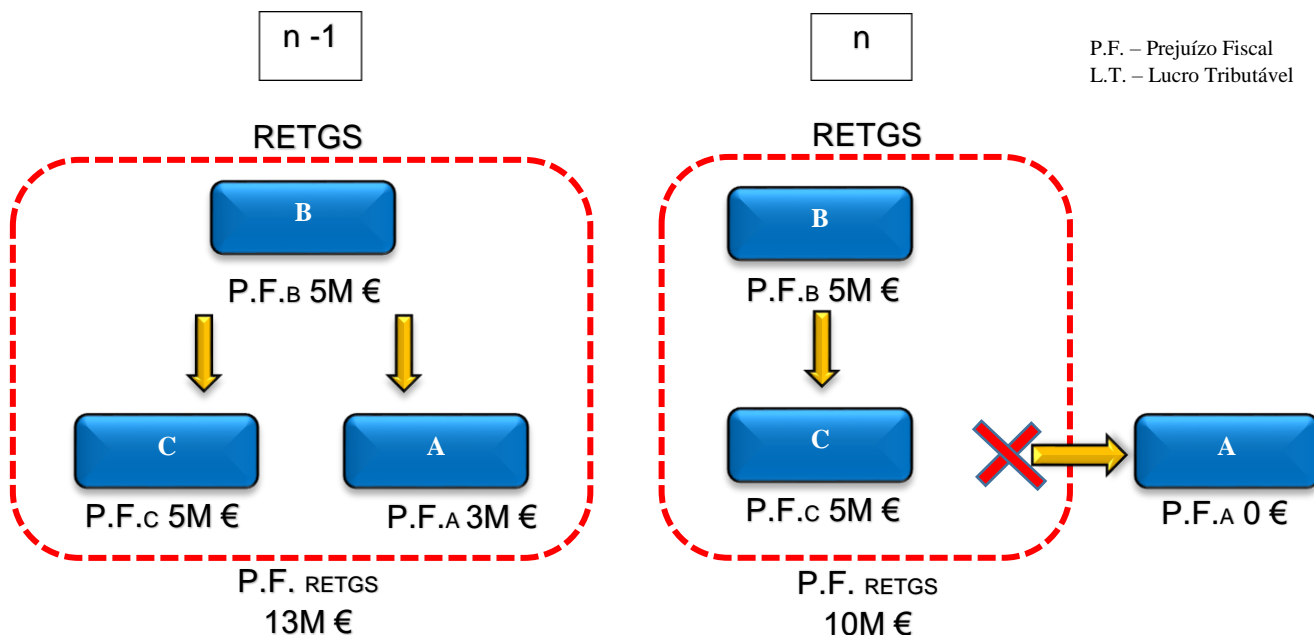 n -1
n
P.F. – Prejuízo Fiscal
L.T. – Lucro Tributável
RETGS
B
P.F.B 5M €
C
A
P.F.C 5M €
P.F.A 3M €
P.F. RETGS
13M €
RETGS
B
P.F.B 5M €
C
P.F.C 5M €
A
P.F.A 0 €
P.F. RETGS
10M €